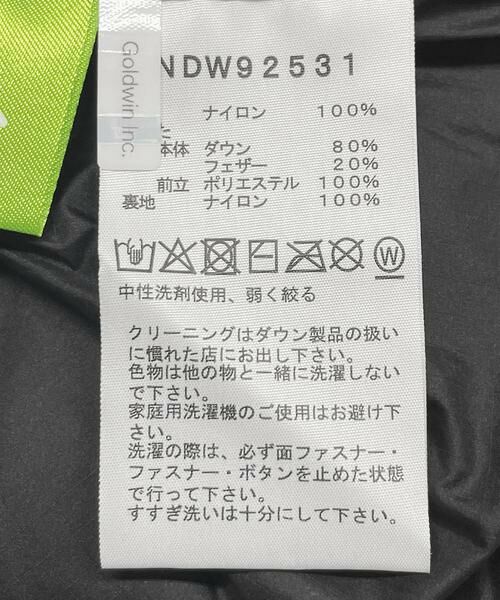 Goldwin Inc.
NDW92531
ナイロン 100%
た
本体 ダウン 80%
フェザー 20%
前立 ポリエステル 100%
裏地 ナイロン 100%
W
中性洗剤使用、弱く絞る
クリーニングはダウン製品の扱い
に慣れた店にお出し下さい。
色物は他の物と一緒に洗濯しない
で下さい。
家庭用洗濯機のご使用はお避け下
さい。
洗濯の際は、必ず面ファスナー・
ファスナー・ボタンを止めた状態
で行って下さい。
すすぎ洗いは十分にして下さい。